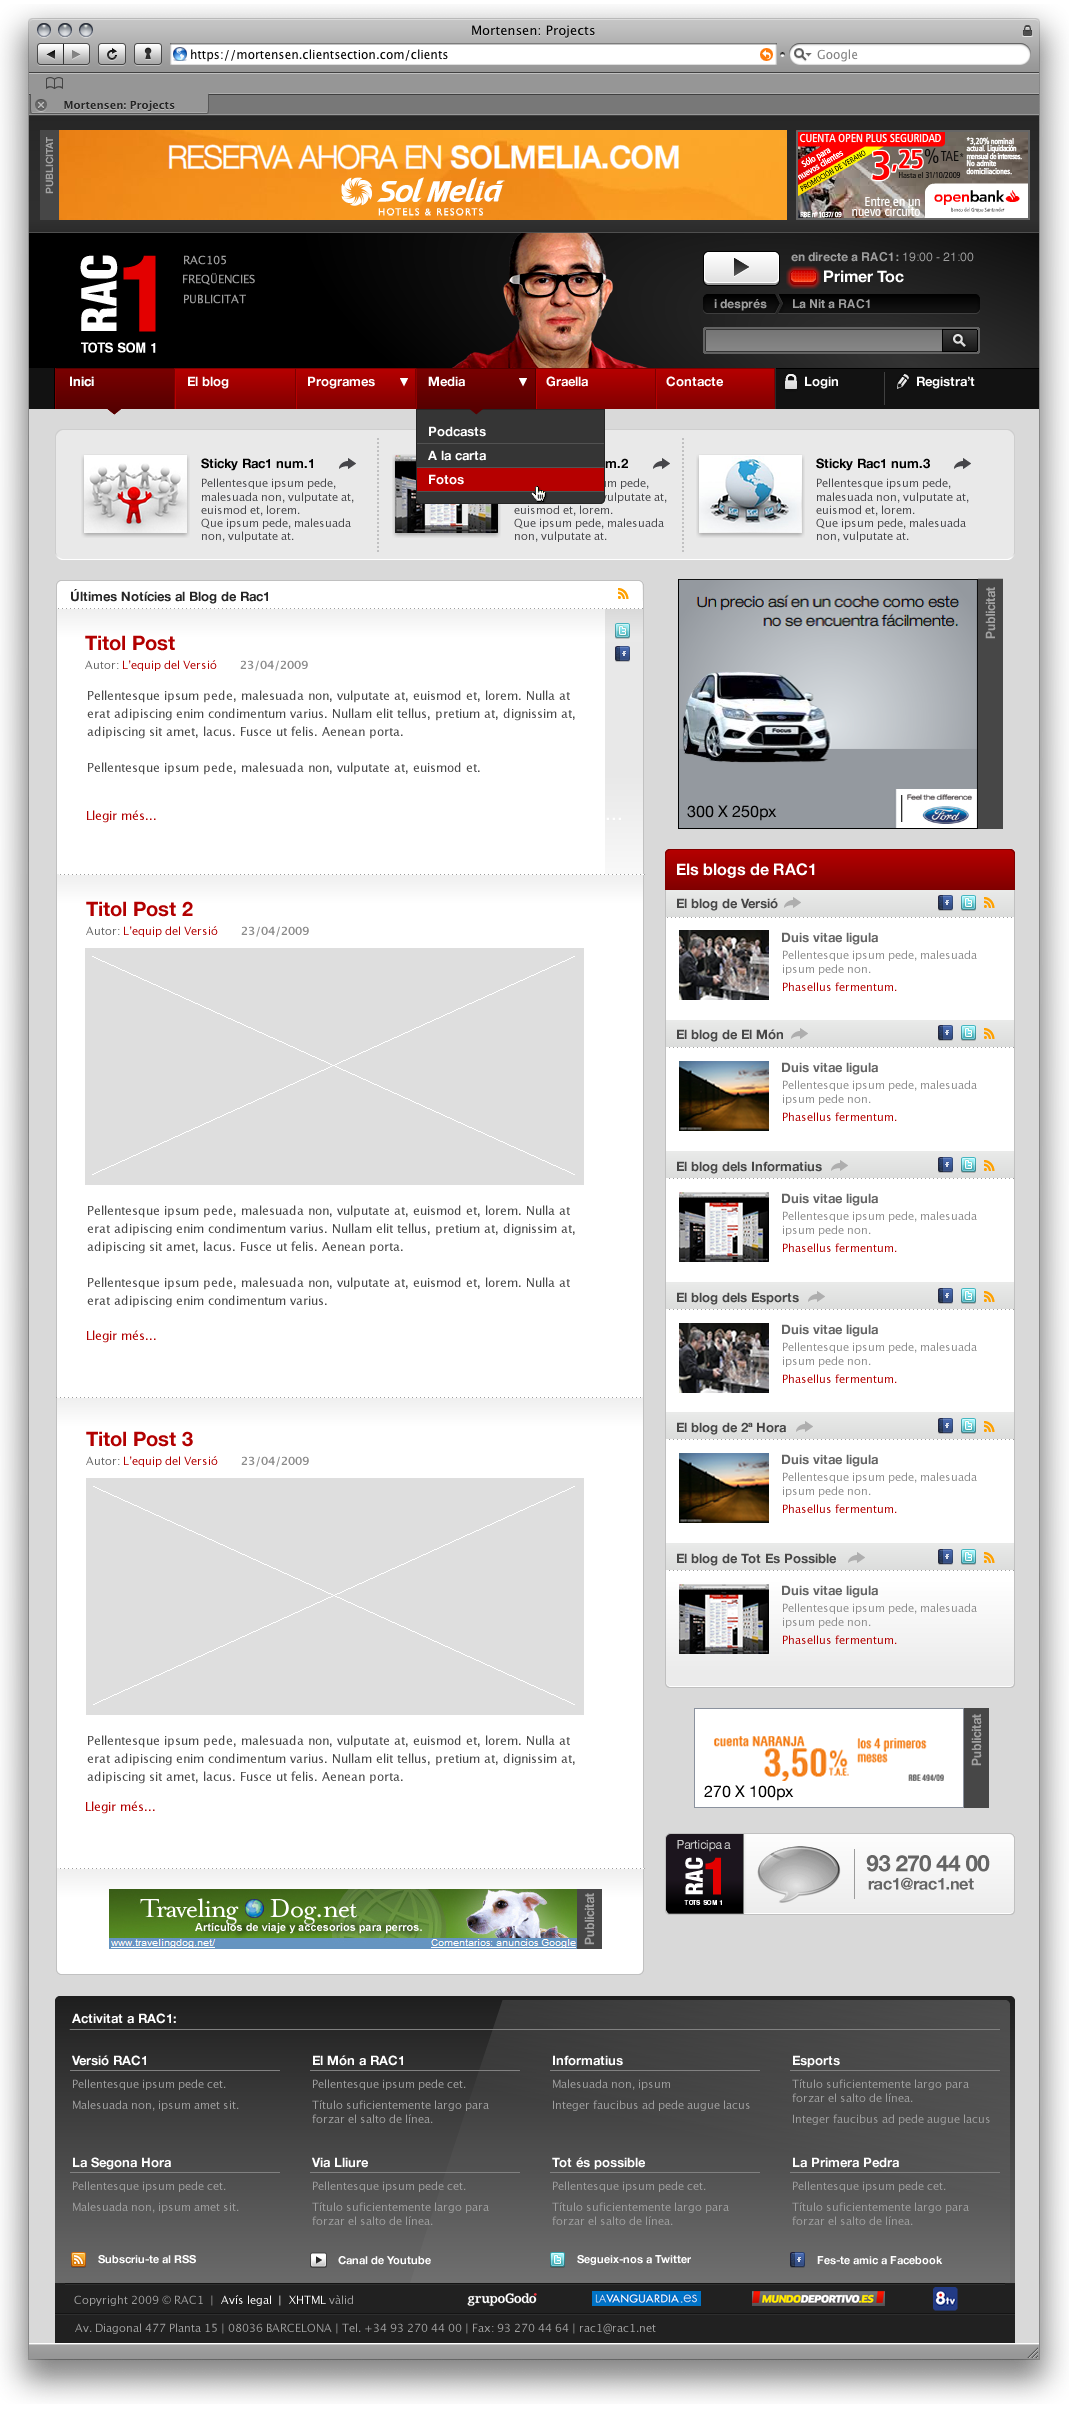 Mortensen: Projects
https://mortensen.clientsection.com/clients
Google
Mortensen: Projects
PUBLICITAT
RESERVA AHORA EN SOLMELIA.COM
Sol Meliá
HOTELS & RESORTS
CUENTA OPEN PLUS SEGURIDAD
Sólo para
nuevos clientes
PROMOCIÓN DE VERANO
3,25% TAE*
Hasta el 31/10/2009
*3,20% nominal
actual. Liquidación
mensual de intereses.
No admite
domiciliaciones.
Entre en un
nuevo circuito
RBE nº 1037/09
openbank
Banco del Grupo Santander
RAC1
TOTS SOM 1
RAC105
FREQÜENCIES
PUBLICITAT
en directe a RAC1: 19:00 - 21:00
Primer Toc
i després
La Nit a RAC1
Inici
El blog
Programes
Media
Graella
Contacte
Login
Registra't
Podcasts
A la carta
Fotos
Sticky Rac1 num.1
Pellentesque ipsum pede,
malesuada non, vulputate at,
euismod et, lorem.
Que ipsum pede, malesuada
non, vulputate at.
m.2
m pede,
vulputate at,
euismod et, lorem.
Que ipsum pede, malesuada
non, vulputate at.
Sticky Rac1 num.3
Pellentesque ipsum pede,
malesuada non, vulputate at,
euismod et, lorem.
Que ipsum pede, malesuada
non, vulputate at.
Últimes Notícies al Blog de Rac1
Titol Post
Autor: L'equip del Versió 23/04/2009
Pellentesque ipsum pede, malesuada non, vulputate at, euismod et, lorem. Nulla at
erat adipiscing enim condimentum varius. Nullam elit tellus, pretium at, dignissim at,
adipiscing sit amet, lacus. Fusce ut felis. Aenean porta.
Pellentesque ipsum pede, malesuada non, vulputate at, euismod et.
Llegir més...
...
Titol Post 2
Autor: L'equip del Versió 23/04/2009
Pellentesque ipsum pede, malesuada non, vulputate at, euismod et, lorem. Nulla at
erat adipiscing enim condimentum varius. Nullam elit tellus, pretium at, dignissim at,
adipiscing sit amet, lacus. Fusce ut felis. Aenean porta.
Pellentesque ipsum pede, malesuada non, vulputate at, euismod et, lorem. Nulla at
erat adipiscing enim condimentum varius.
Llegir més...
Titol Post 3
Autor: L'equip del Versió 23/04/2009
Pellentesque ipsum pede, malesuada non, vulputate at, euismod et, lorem. Nulla at
erat adipiscing enim condimentum varius. Nullam elit tellus, pretium at, dignissim at,
adipiscing sit amet, lacus. Fusce ut felis. Aenean porta.
Llegir més...
Traveling Dog.net
Artículos de viaje y accesorios para perros.
www.travelingdog.net/
Comentarios: anuncios Google
Publicitat
Un precio así en un coche como este
no se encuentra fácilmente.
Focus
300 X 250px
Feel the difference
Ford
Publicitat
Els blogs de RAC1
El blog de Versió
Duis vitae ligula
Pellentesque ipsum pede, malesuada
ipsum pede non.
Phasellus fermentum.
El blog de El Món
Duis vitae ligula
Pellentesque ipsum pede, malesuada
ipsum pede non.
Phasellus fermentum.
El blog dels Informatius
Duis vitae ligula
Pellentesque ipsum pede, malesuada
ipsum pede non.
Phasellus fermentum.
El blog dels Esports
Duis vitae ligula
Pellentesque ipsum pede, malesuada
ipsum pede non.
Phasellus fermentum.
El blog de 2ª Hora
Duis vitae ligula
Pellentesque ipsum pede, malesuada
ipsum pede non.
Phasellus fermentum.
El blog de Tot Es Possible
Duis vitae ligula
Pellentesque ipsum pede, malesuada
ipsum pede non.
Phasellus fermentum.
cuenta NARANJA
3,50% T.A.E.
los 4 primeros
meses
RBE 494/09
270 X 100px
Publicitat
Participa a
RAC1
TOTS SOM 1
93 270 44 00
rac1@rac1.net
Activitat a RAC1:
Versió RAC1
Pellentesque ipsum pede cet.
Malesuada non, ipsum amet sit.
El Món a RAC1
Pellentesque ipsum pede cet.
Título suficientemente largo para
forzar el salto de línea.
Informatius
Malesuada non, ipsum
Integer faucibus ad pede augue lacus
Esports
Título suficientemente largo para
forzar el salto de línea.
Integer faucibus ad pede augue lacus
La Segona Hora
Pellentesque ipsum pede cet.
Malesuada non, ipsum amet sit.
Via Lliure
Pellentesque ipsum pede cet.
Título suficientemente largo para
forzar el salto de línea.
Tot és possible
Pellentesque ipsum pede cet.
Título suficientemente largo para
forzar el salto de línea.
La Primera Pedra
Pellentesque ipsum pede cet.
Título suficientemente largo para
forzar el salto de línea.
Subscriu-te al RSS
Canal de Youtube
Segueix-nos a Twitter
Fes-te amic a Facebook
Copyright 2009 © RAC1 | Avís legal | XHTML vàlid
grupoGodó
LAVANGUARDIA.ES
MUNDODEPORTIVO.ES
8tv
Av. Diagonal 477 Planta 15 | 08036 BARCELONA | Tel. +34 93 270 44 00 | Fax: 93 270 44 64 | rac1@rac1.net